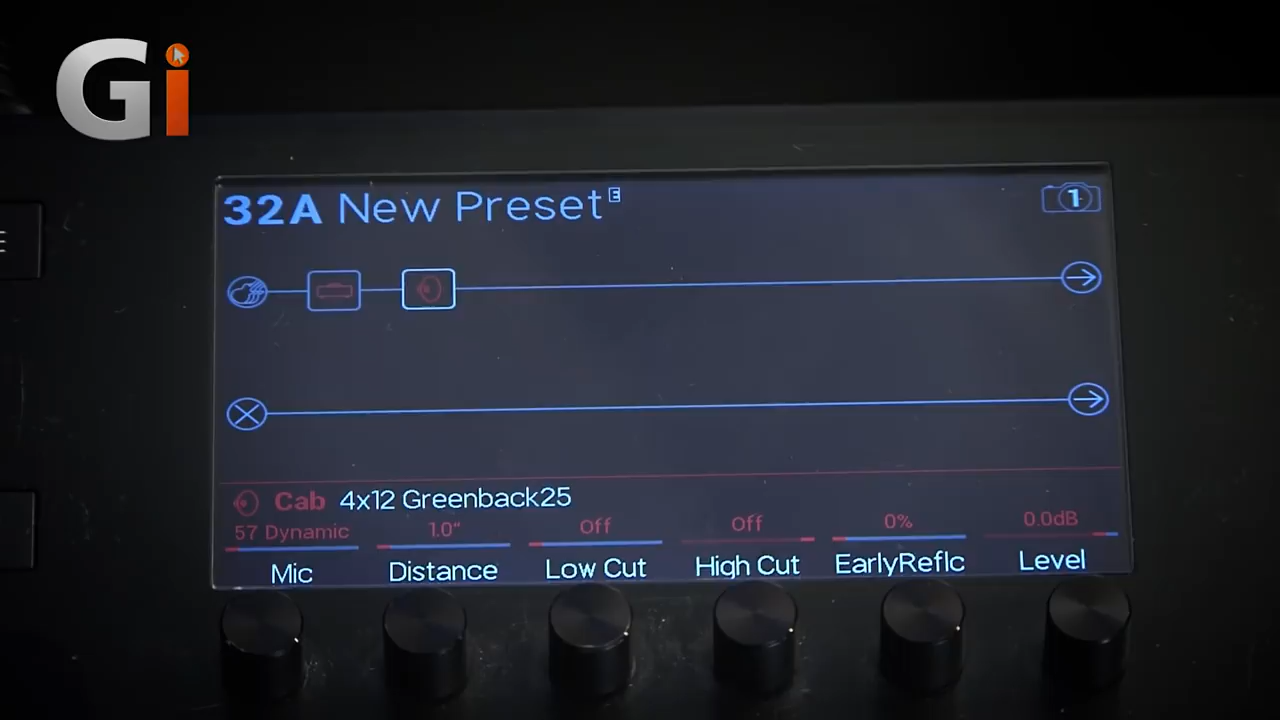 Gi
32A New Preset E
1
E
Cab 4x12 Greenback25
57 Dynamic 1.0" Off Off 0% 0.0dB
Mic Distance Low Cut High Cut EarlyReflc Level